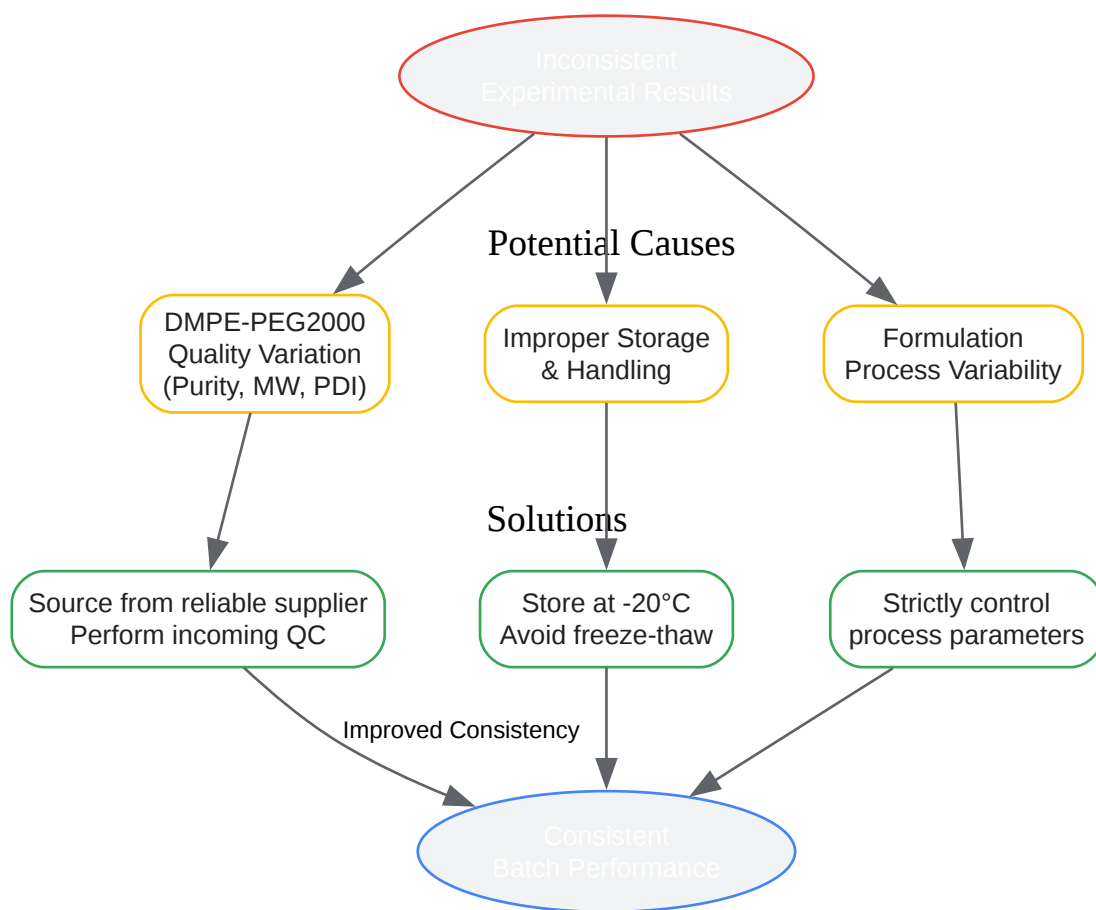 Inconsistent
Experimental Results
Potential Causes
DMPE-PEG2000
Quality Variation
(Purity, MW, PDI)
Improper Storage
& Handling
Formulation
Process Variability
Solutions
Source from reliable supplier
Perform incoming QC
Store at -20°C
Avoid freeze-thaw
Strictly control
process parameters
Improved Consistency
Consistent
Batch Performance